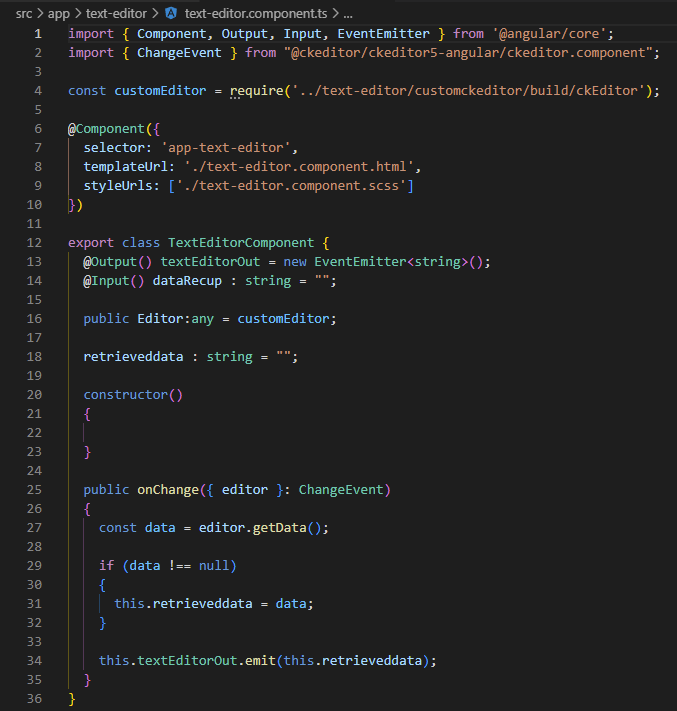 src > app > text-editor > text-editor.component.ts > ...
1 import { Component, Output, Input, EventEmitter } from '@angular/core';
2 import { ChangeEvent } from "@ckeditor/ckeditor5-angular/ckeditor.component";
3
4 const customEditor = require('../text-editor/customckeditor/build/ckEditor');
5
6 @Component({
7   selector: 'app-text-editor',
8   templateUrl: './text-editor.component.html',
9   styleUrls: ['./text-editor.component.scss']
10 })
11
12 export class TextEditorComponent {
13   @Output() textEditorOut = new EventEmitter<string>();
14   @Input() dataRecup : string = "";
15
16   public Editor:any = customEditor;
17
18   retrieveddata : string = "";
19
20   constructor()
21   {
22
23   }
24
25   public onChange({ editor }: ChangeEvent)
26   {
27     const data = editor.getData();
28
29     if (data !== null)
30     {
31       this.retrieveddata = data;
32     }
33
34     this.textEditorOut.emit(this.retrieveddata);
35   }
36 }